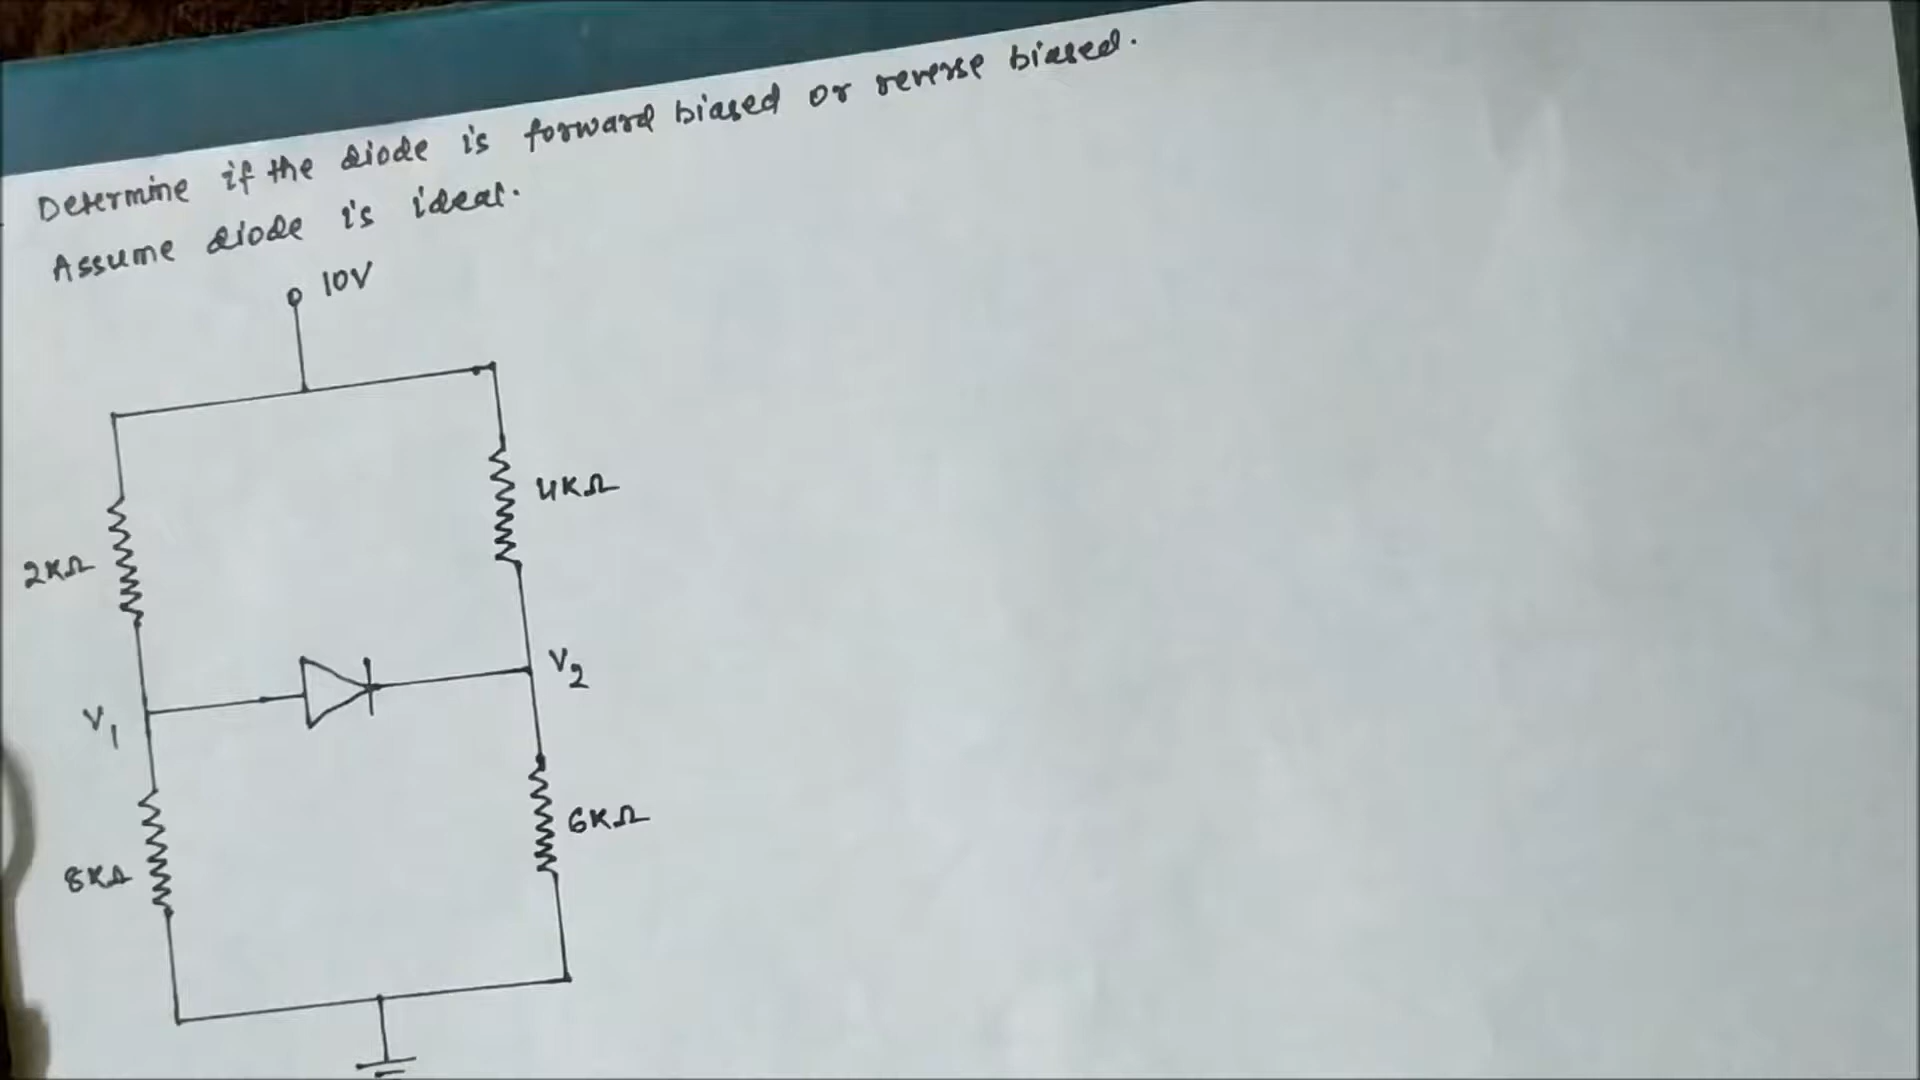 Determine if the diode is forward biased or reverse biased.
Assume diode is ideal.
10V
4KΩ
2KΩ
V2
V1
6KΩ
8KΩ